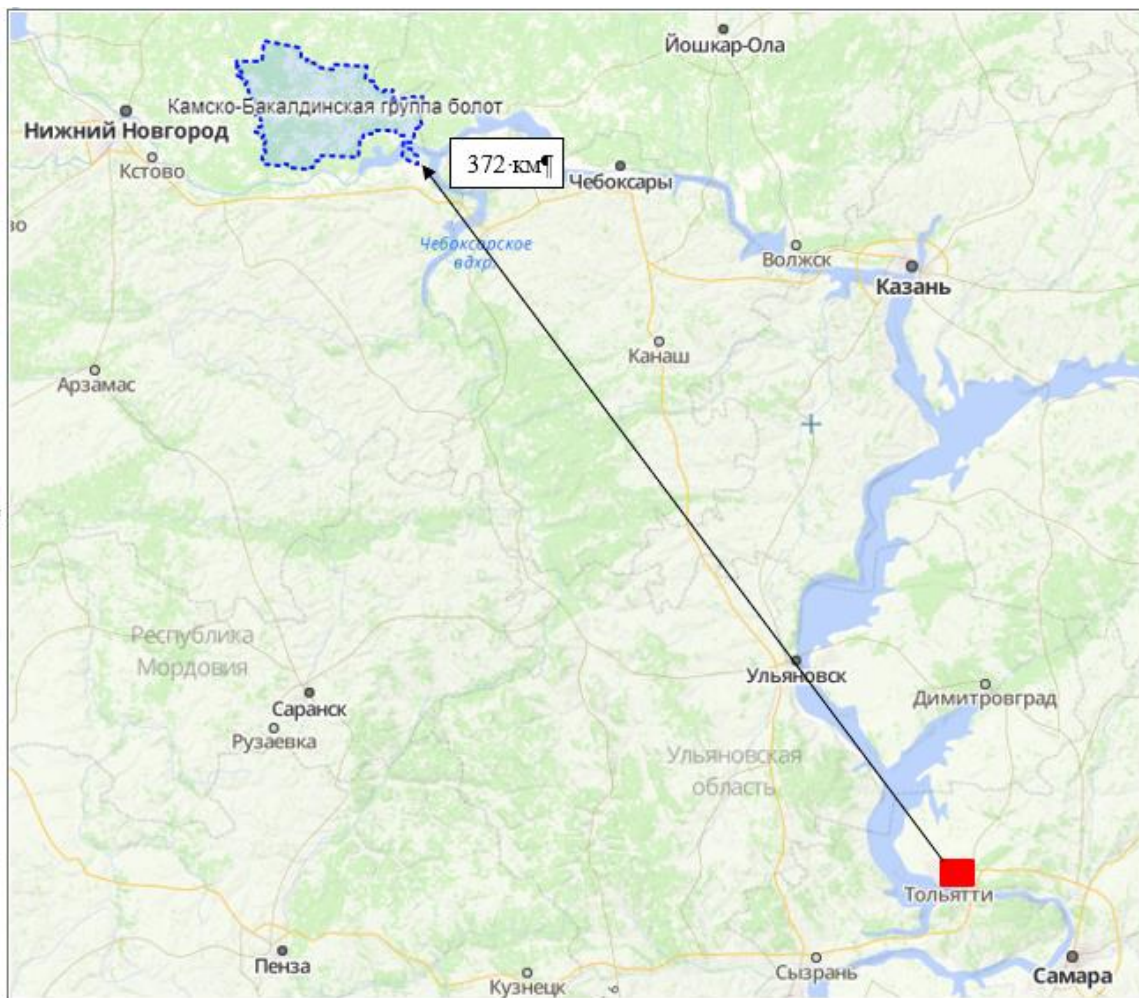 Йошкар-Ола
Камско-Бакалдинская группа болот
Нижний Новгород
Кстово
372·км¶
Чебоксары
во
Чебоксарское
вдхр.
Волжск
Казань
Канаш
Арзамас
Республика
Мордовия
Ульяновск
Саранск
Димитровград
Рузаевка
Ульяновская
область
Тольятти
Пенза
Сызрань
Самара
Кузнецк